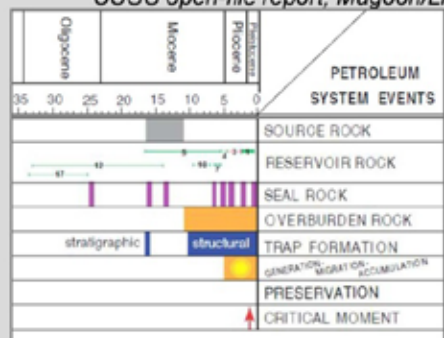 USGS open-file report, Magoon/
Oligocene
Miocene
Pliocene
Pleistocene
PETROLEUM
SYSTEM EVENTS
35 30 25 20 15 10 5 0
SOURCE ROCK
RESERVOIR ROCK
12
17
SEAL ROCK
OVERBURDEN ROCK
stratigraphic
structural
TRAP FORMATION
GENERATION-MIGRATION-ACCUMULATION
PRESERVATION
CRITICAL MOMENT